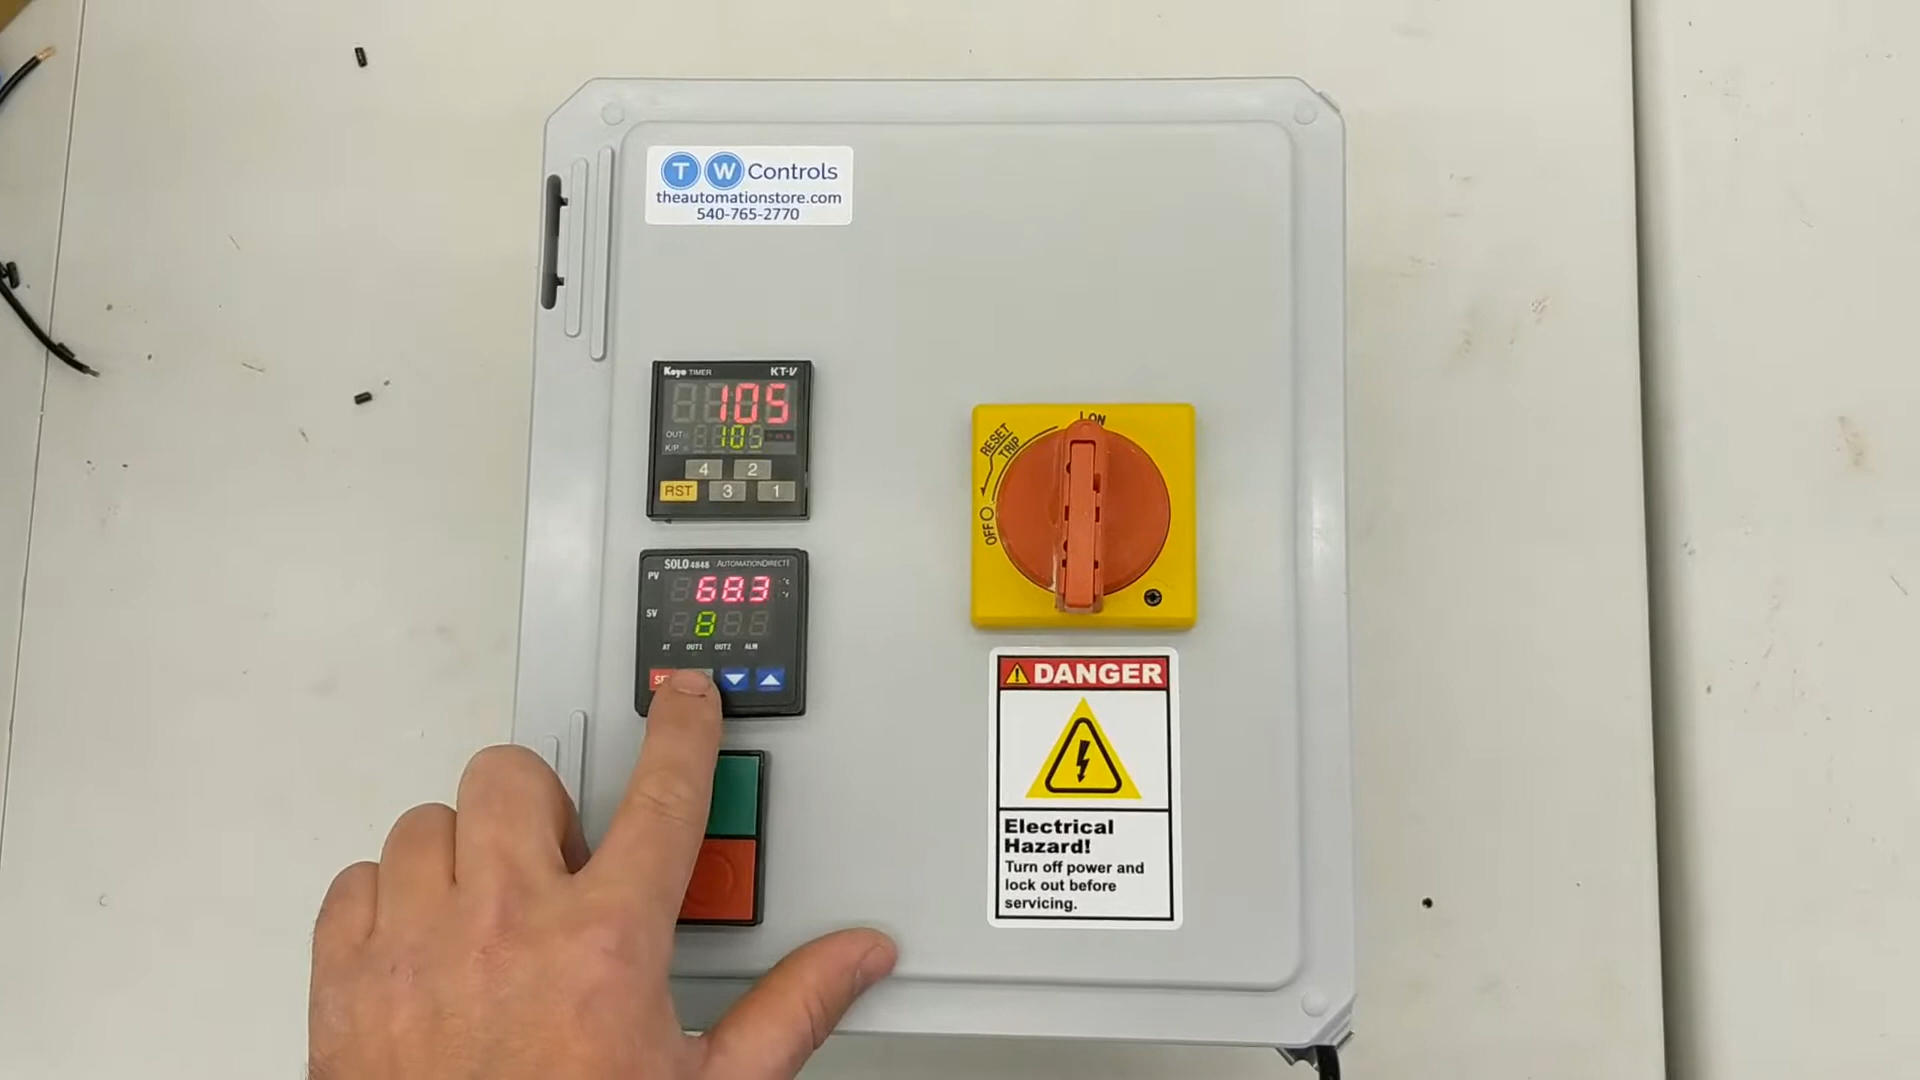 T W Controls
theautomationstore.com
540-765-2770
Koyo TIMER KT-V
105
OUT 105
K/P
4 2
RST 3 1
SOLO 4848 AUTOMATIONDIRECT
PV 68.3
SV 8
AT OUT1 OUT2 ALM
I ON
RESET
TRIP
OFF O
DANGER
Electrical
Hazard!
Turn off power and
lock out before
servicing.